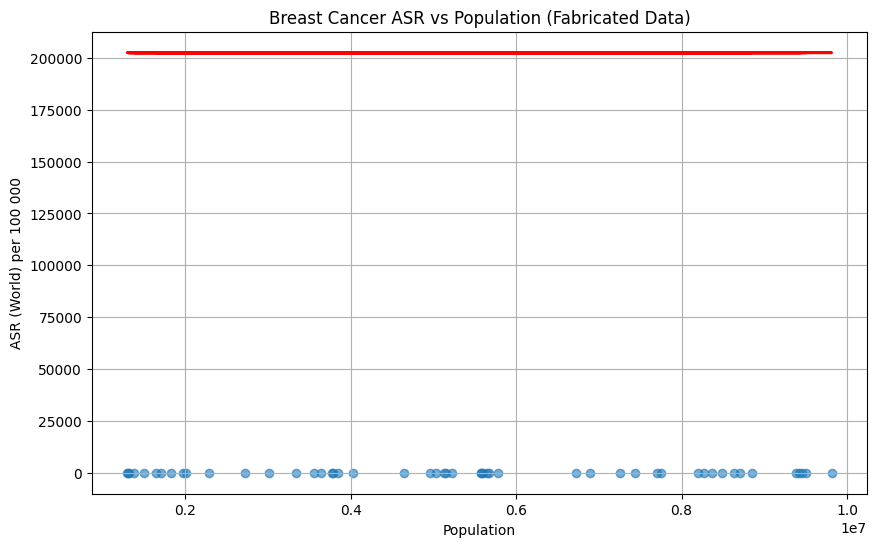 Breast Cancer ASR vs Population (Fabricated Data)
ASR (World) per 100 000
200000
175000
150000
125000
100000
75000
50000
25000
0
0.2 0.4 0.6 0.8 1.0
1e7
Population